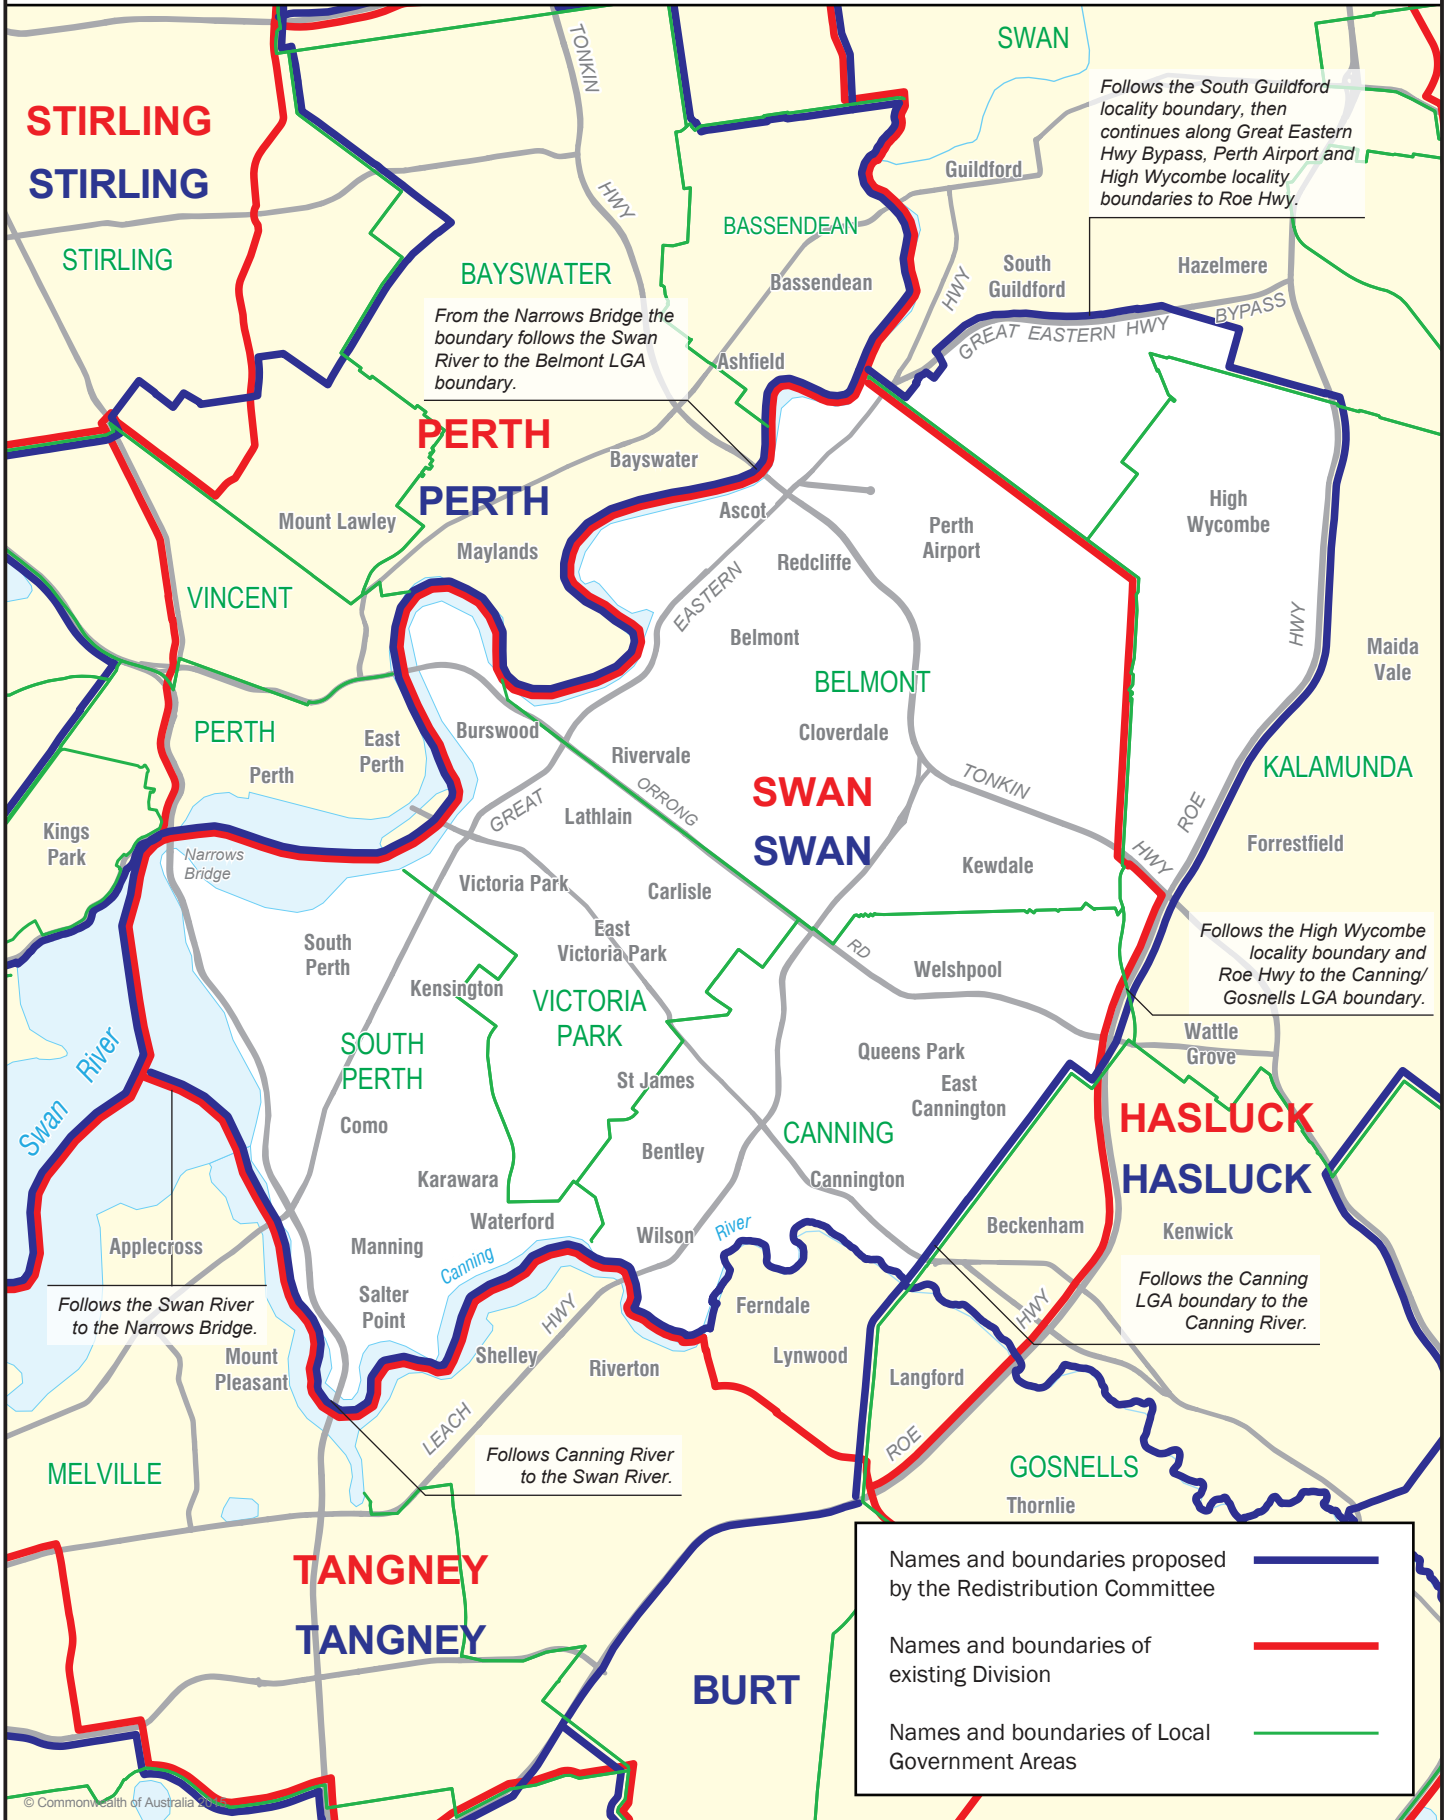 SWAN
TONKIN
Follows the South Guildford
locality boundary, then
continues along Great Eastern
Hwy Bypass, Perth Airport and
High Wycombe locality
boundaries to Roe Hwy.
STIRLING
STIRLING
STIRLING
HWY
Guildford
BASSENDEAN
BAYSWATER
Bassendean
South
Guildford
Hazelmere
HWY
GREAT EASTERN HWY
BYPASS
From the Narrows Bridge the
boundary follows the Swan
River to the Belmont LGA
boundary.
Ashfield
PERTH
PERTH
Bayswater
Mount Lawley
Maylands
Ascot
Perth
Airport
High
Wycombe
Redcliffe
EASTERN
VINCENT
Belmont
HWY
Maida
Vale
BELMONT
PERTH
East
Perth
Perth
Burswood
Cloverdale
Rivervale
KALAMUNDA
SWAN
SWAN
ORRONG
TONKIN
GREAT
Lathlain
ROE
Kings
Park
Narrows
Bridge
Forrestfield
HWY
Kewdale
Victoria Park
Carlisle
East
Victoria Park
South
Perth
RD
Follows the High Wycombe
locality boundary and
Roe Hwy to the Canning/
Gosnells LGA boundary.
Welshpool
Kensington
VICTORIA
PARK
SOUTH
PERTH
Wattle
Grove
Swan River
Queens Park
East
Cannington
St James
HASLUCK
HASLUCK
Como
CANNING
Bentley
Karawara
Cannington
Waterford
Beckenham
Kenwick
Wilson
River
Applecross
Manning
Canning
Follows the Canning
LGA boundary to the
Canning River.
Follows the Swan River
to the Narrows Bridge.
Salter
Point
Ferndale
HWY
HWY
Mount
Pleasant
Shelley
Riverton
Lynwood
Langford
LEACH
ROE
Follows Canning River
to the Swan River.
MELVILLE
GOSNELLS
Thornlie
TANGNEY
TANGNEY
BURT
Names and boundaries proposed
by the Redistribution Committee
Names and boundaries of
existing Division
Names and boundaries of Local
Government Areas
© Commonwealth of Australia